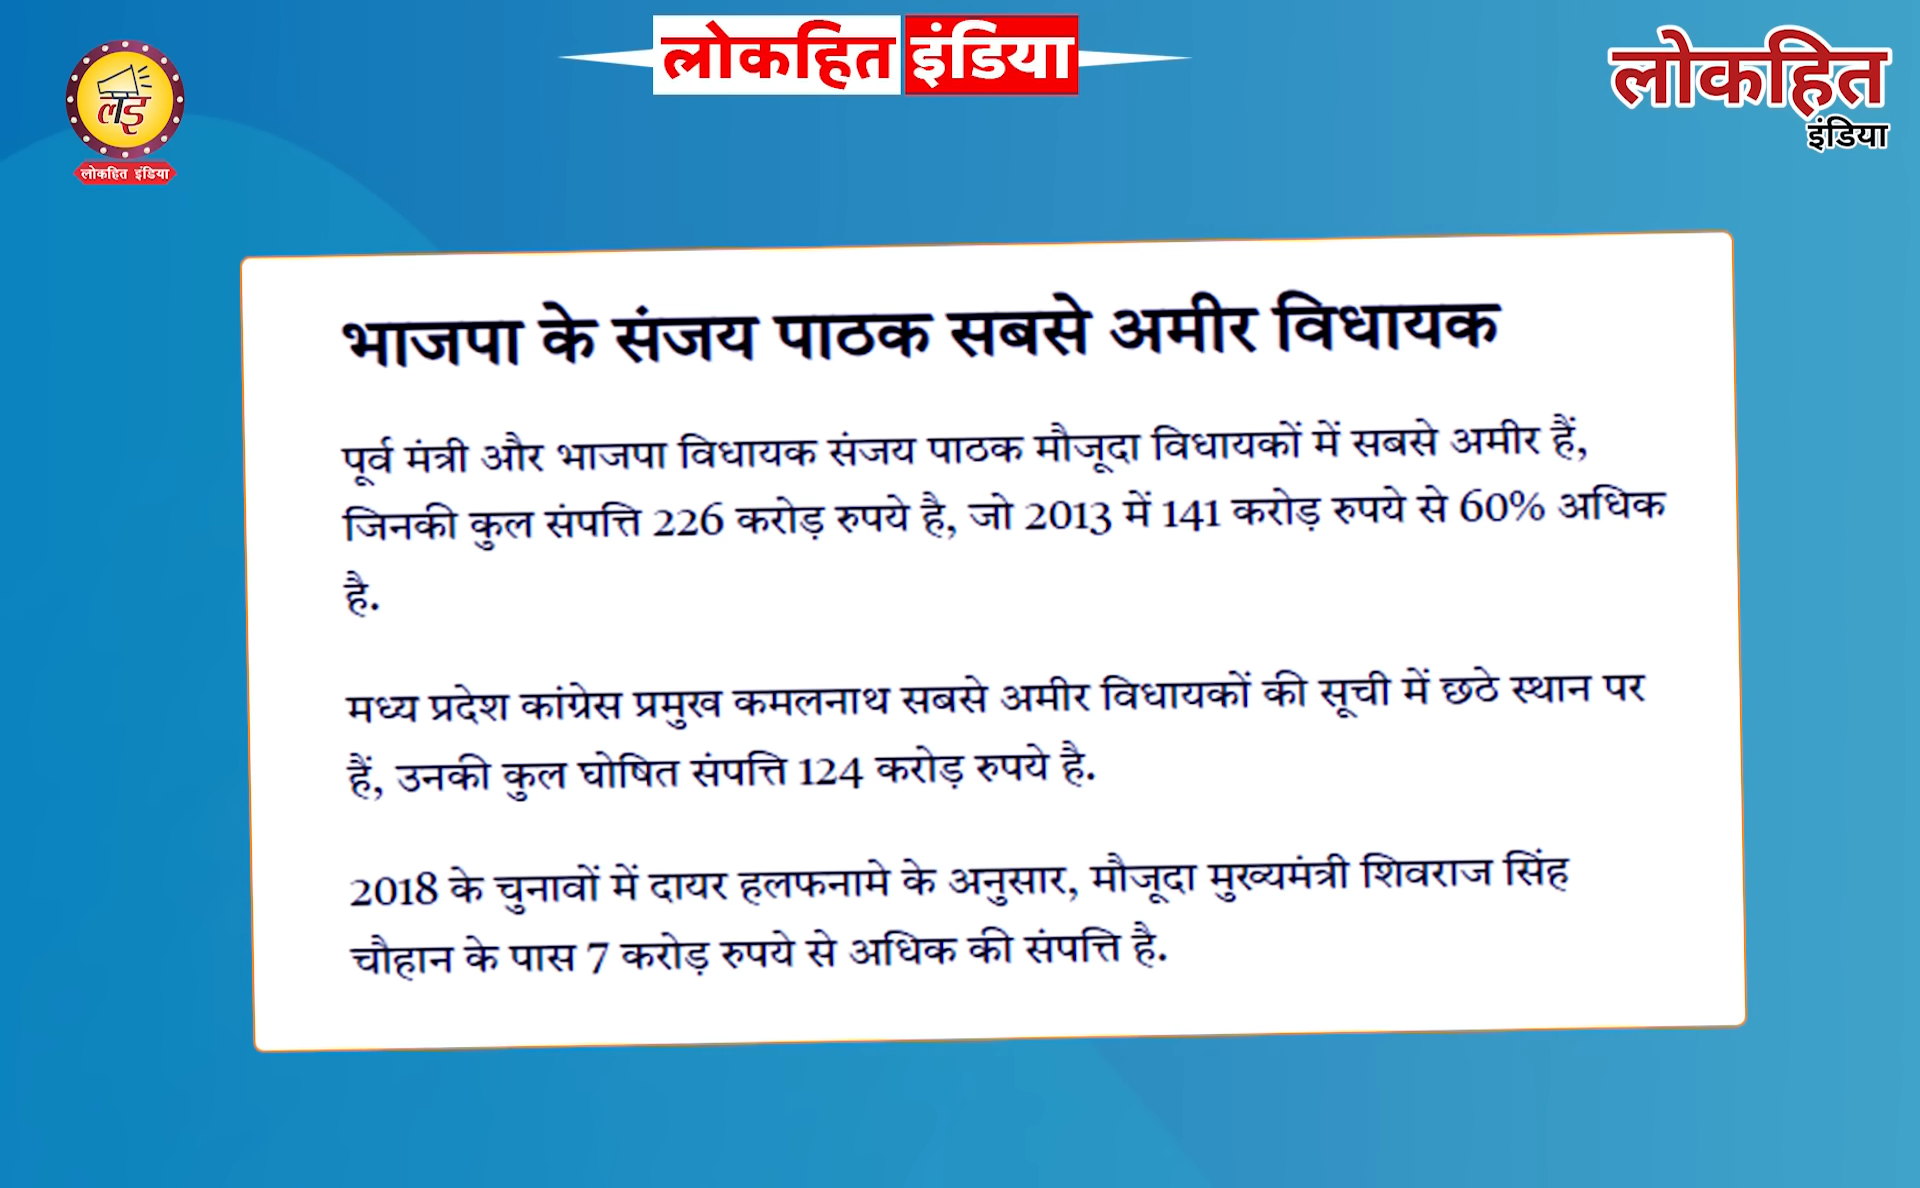 लोकहित इंडिया
लोकहित
इंडिया
लइ
लोकहित इंडिया
भाजपा के संजय पाठक सबसे अमीर विधायक
पूर्व मंत्री और भाजपा विधायक संजय पाठक मौजूदा विधायकों में सबसे अमीर हैं,
जिनकी कुल संपत्ति 226 करोड़ रुपये है, जो 2013 में 141 करोड़ रुपये से 60% अधिक
है.
मध्य प्रदेश कांग्रेस प्रमुख कमलनाथ सबसे अमीर विधायकों की सूची में छठे स्थान पर
हैं, उनकी कुल घोषित संपत्ति 124 करोड़ रुपये है.
2018 के चुनावों में दायर हलफनामे के अनुसार, मौजूदा मुख्यमंत्री शिवराज सिंह
चौहान के पास 7 करोड़ रुपये से अधिक की संपत्ति है.